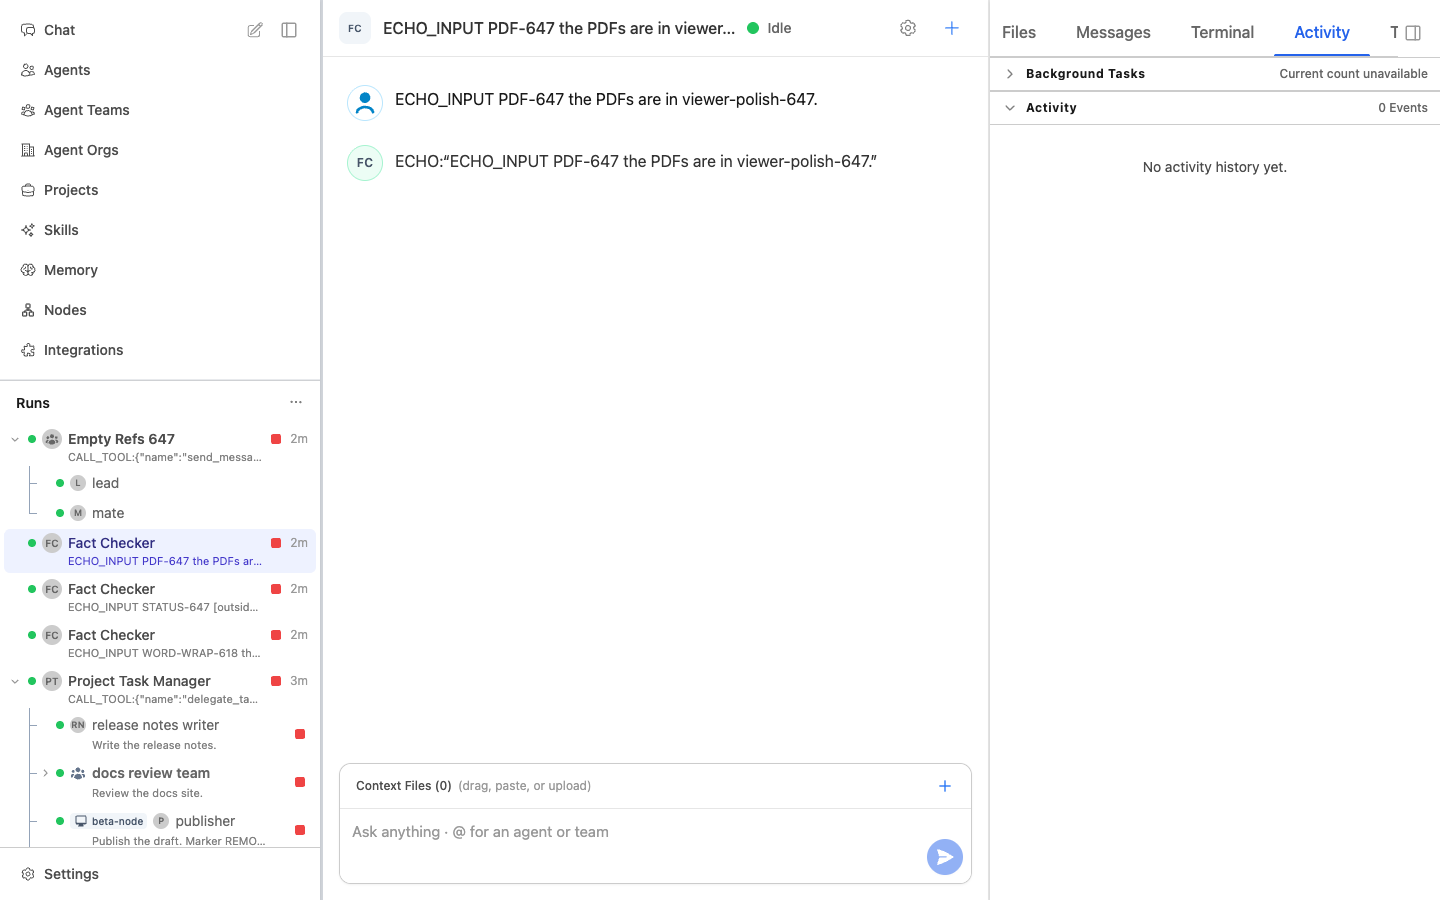 Chat
Agents
Agent Teams
Agent Orgs
Projects
Skills
Memory
Nodes
Integrations
Runs
Empty Refs 647
2m
CALL_TOOL:{"name":"send_messa...
L lead
M mate
FC Fact Checker
2m
ECHO_INPUT PDF-647 the PDFs ar...
FC Fact Checker
2m
ECHO_INPUT STATUS-647 [outsid...
FC Fact Checker
2m
ECHO_INPUT WORD-WRAP-618 th...
PT Project Task Manager
3m
CALL_TOOL:{"name":"delegate_ta...
RN release notes writer
Write the release notes.
docs review team
Review the docs site.
beta-node P publisher
Publish the draft. Marker REMO...
Settings
FC ECHO_INPUT PDF-647 the PDFs are in viewer... Idle
ECHO_INPUT PDF-647 the PDFs are in viewer-polish-647.
FC ECHO:“ECHO_INPUT PDF-647 the PDFs are in viewer-polish-647.”
Context Files (0) (drag, paste, or upload)
Ask anything · @ for an agent or team
Files Messages Terminal Activity T
Background Tasks Current count unavailable
Activity 0 Events
No activity history yet.